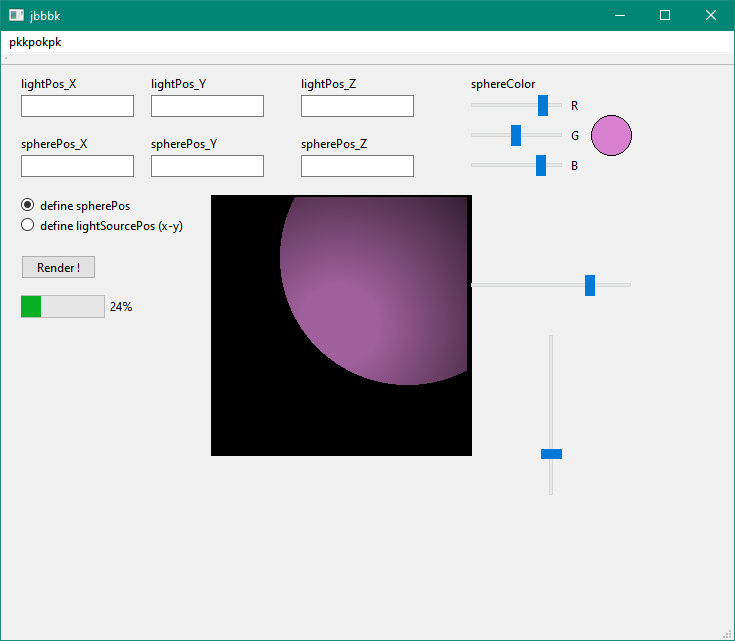 jbbbk
pkkpokpk
lightPos_X lightPos_Y lightPos_Z sphereColor
R
G
spherePos_X spherePos_Y spherePos_Z
B
define spherePos
define lightSourcePos (x-y)
Render !
24%